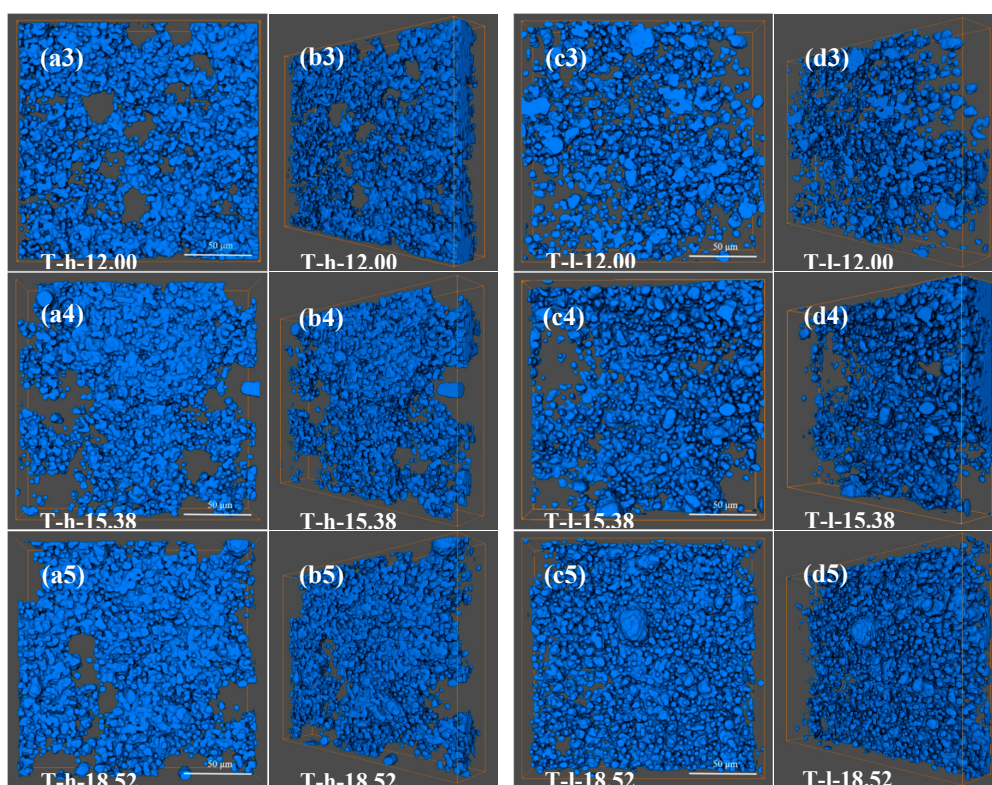 (a3) (b3) (c3) (d3)
50 μm 50 μm
T-h-12.00 T-h-12.00 T-l-12.00 T-l-12.00
(a4) (b4) (c4) (d4)
50 μm 50 μm
T-h-15.38 T-h-15.38 T-l-15.38 T-l-15.38
(a5) (b5) (c5) (d5)
50 μm 50 μm
T-h-18.52 T-h-18.52 T-l-18.52 T-l-18.52